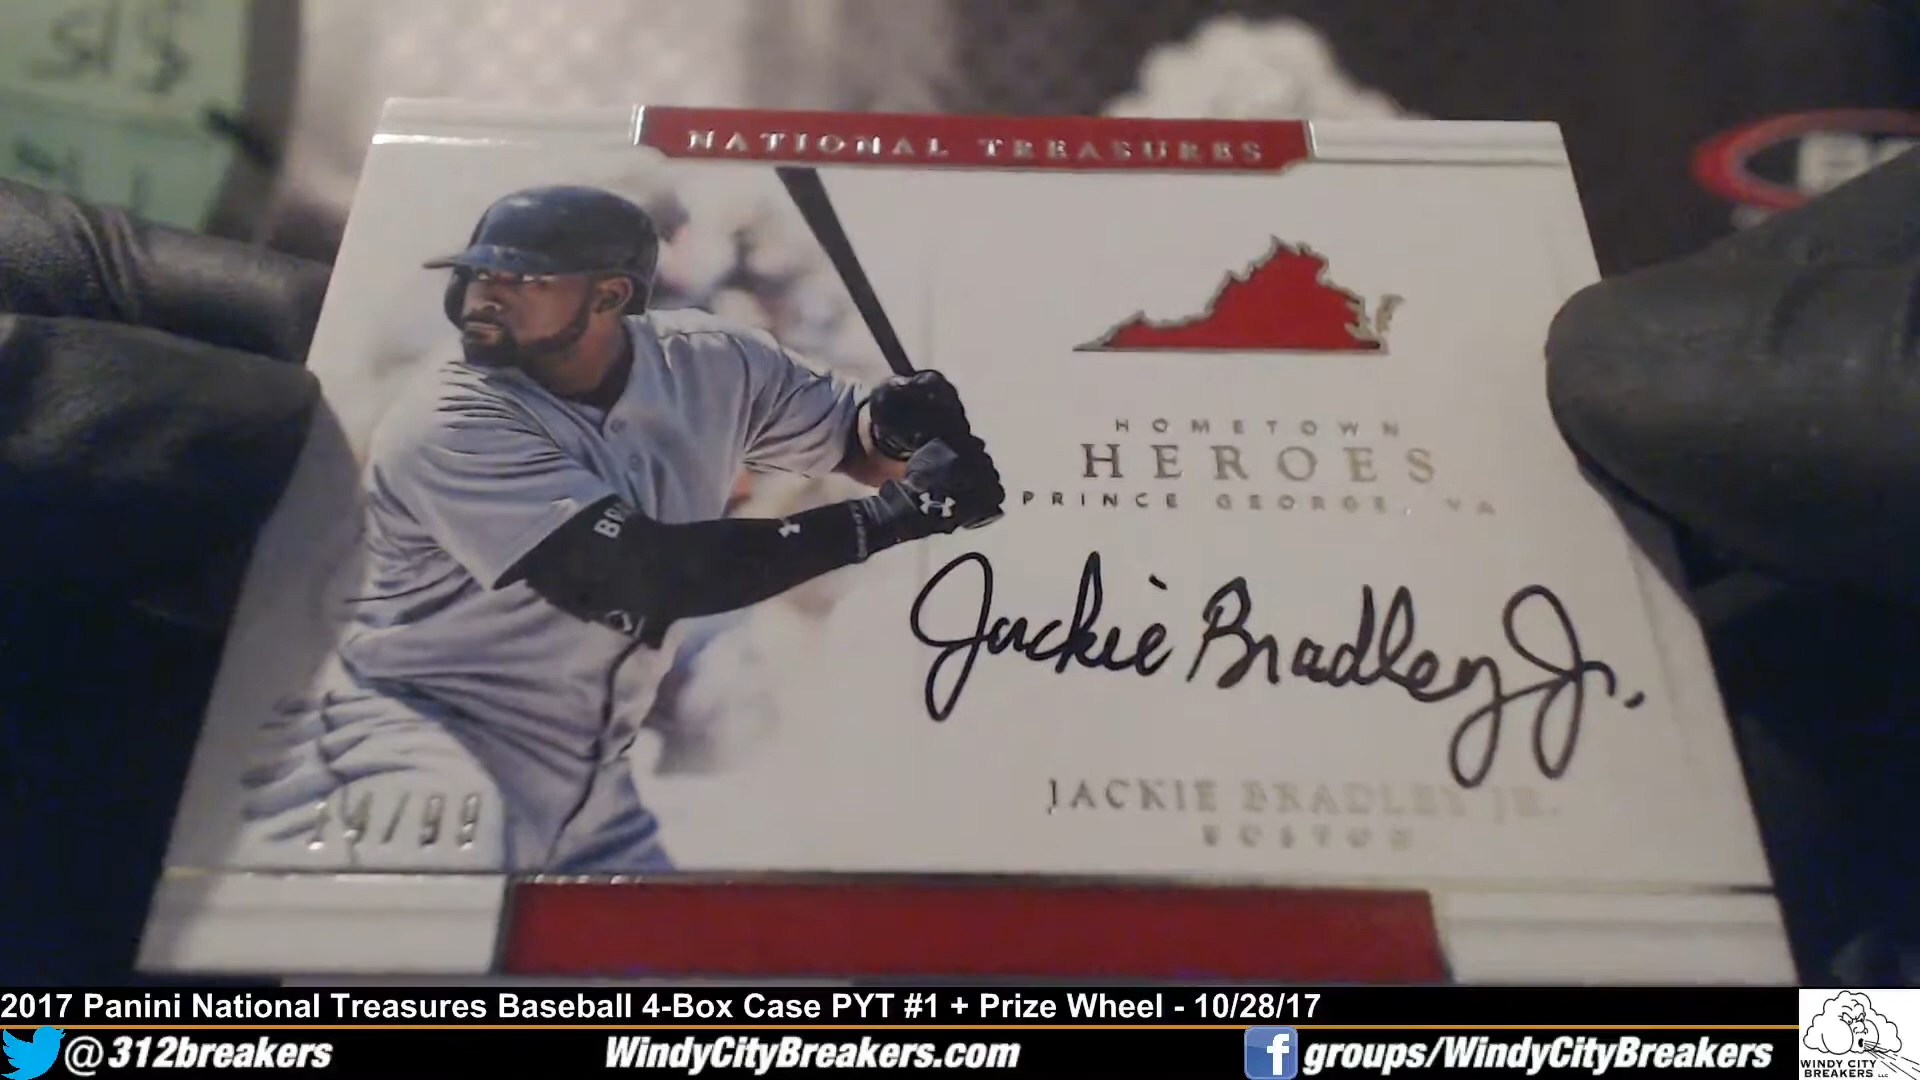 SIS
NATIONAL TREASURES
HOMETOWN
HEROES
PRINCE GEORGE, VA
Jackie Bradley Jr.
JACKIE BRADLEY JR.
BOSTON
14/99
2017 Panini National Treasures Baseball 4-Box Case PYT #1 + Prize Wheel - 10/28/17
@312breakers
WindyCityBreakers.com
f groups/WindyCityBreakers
WINDY CITY
BREAKERS LLC